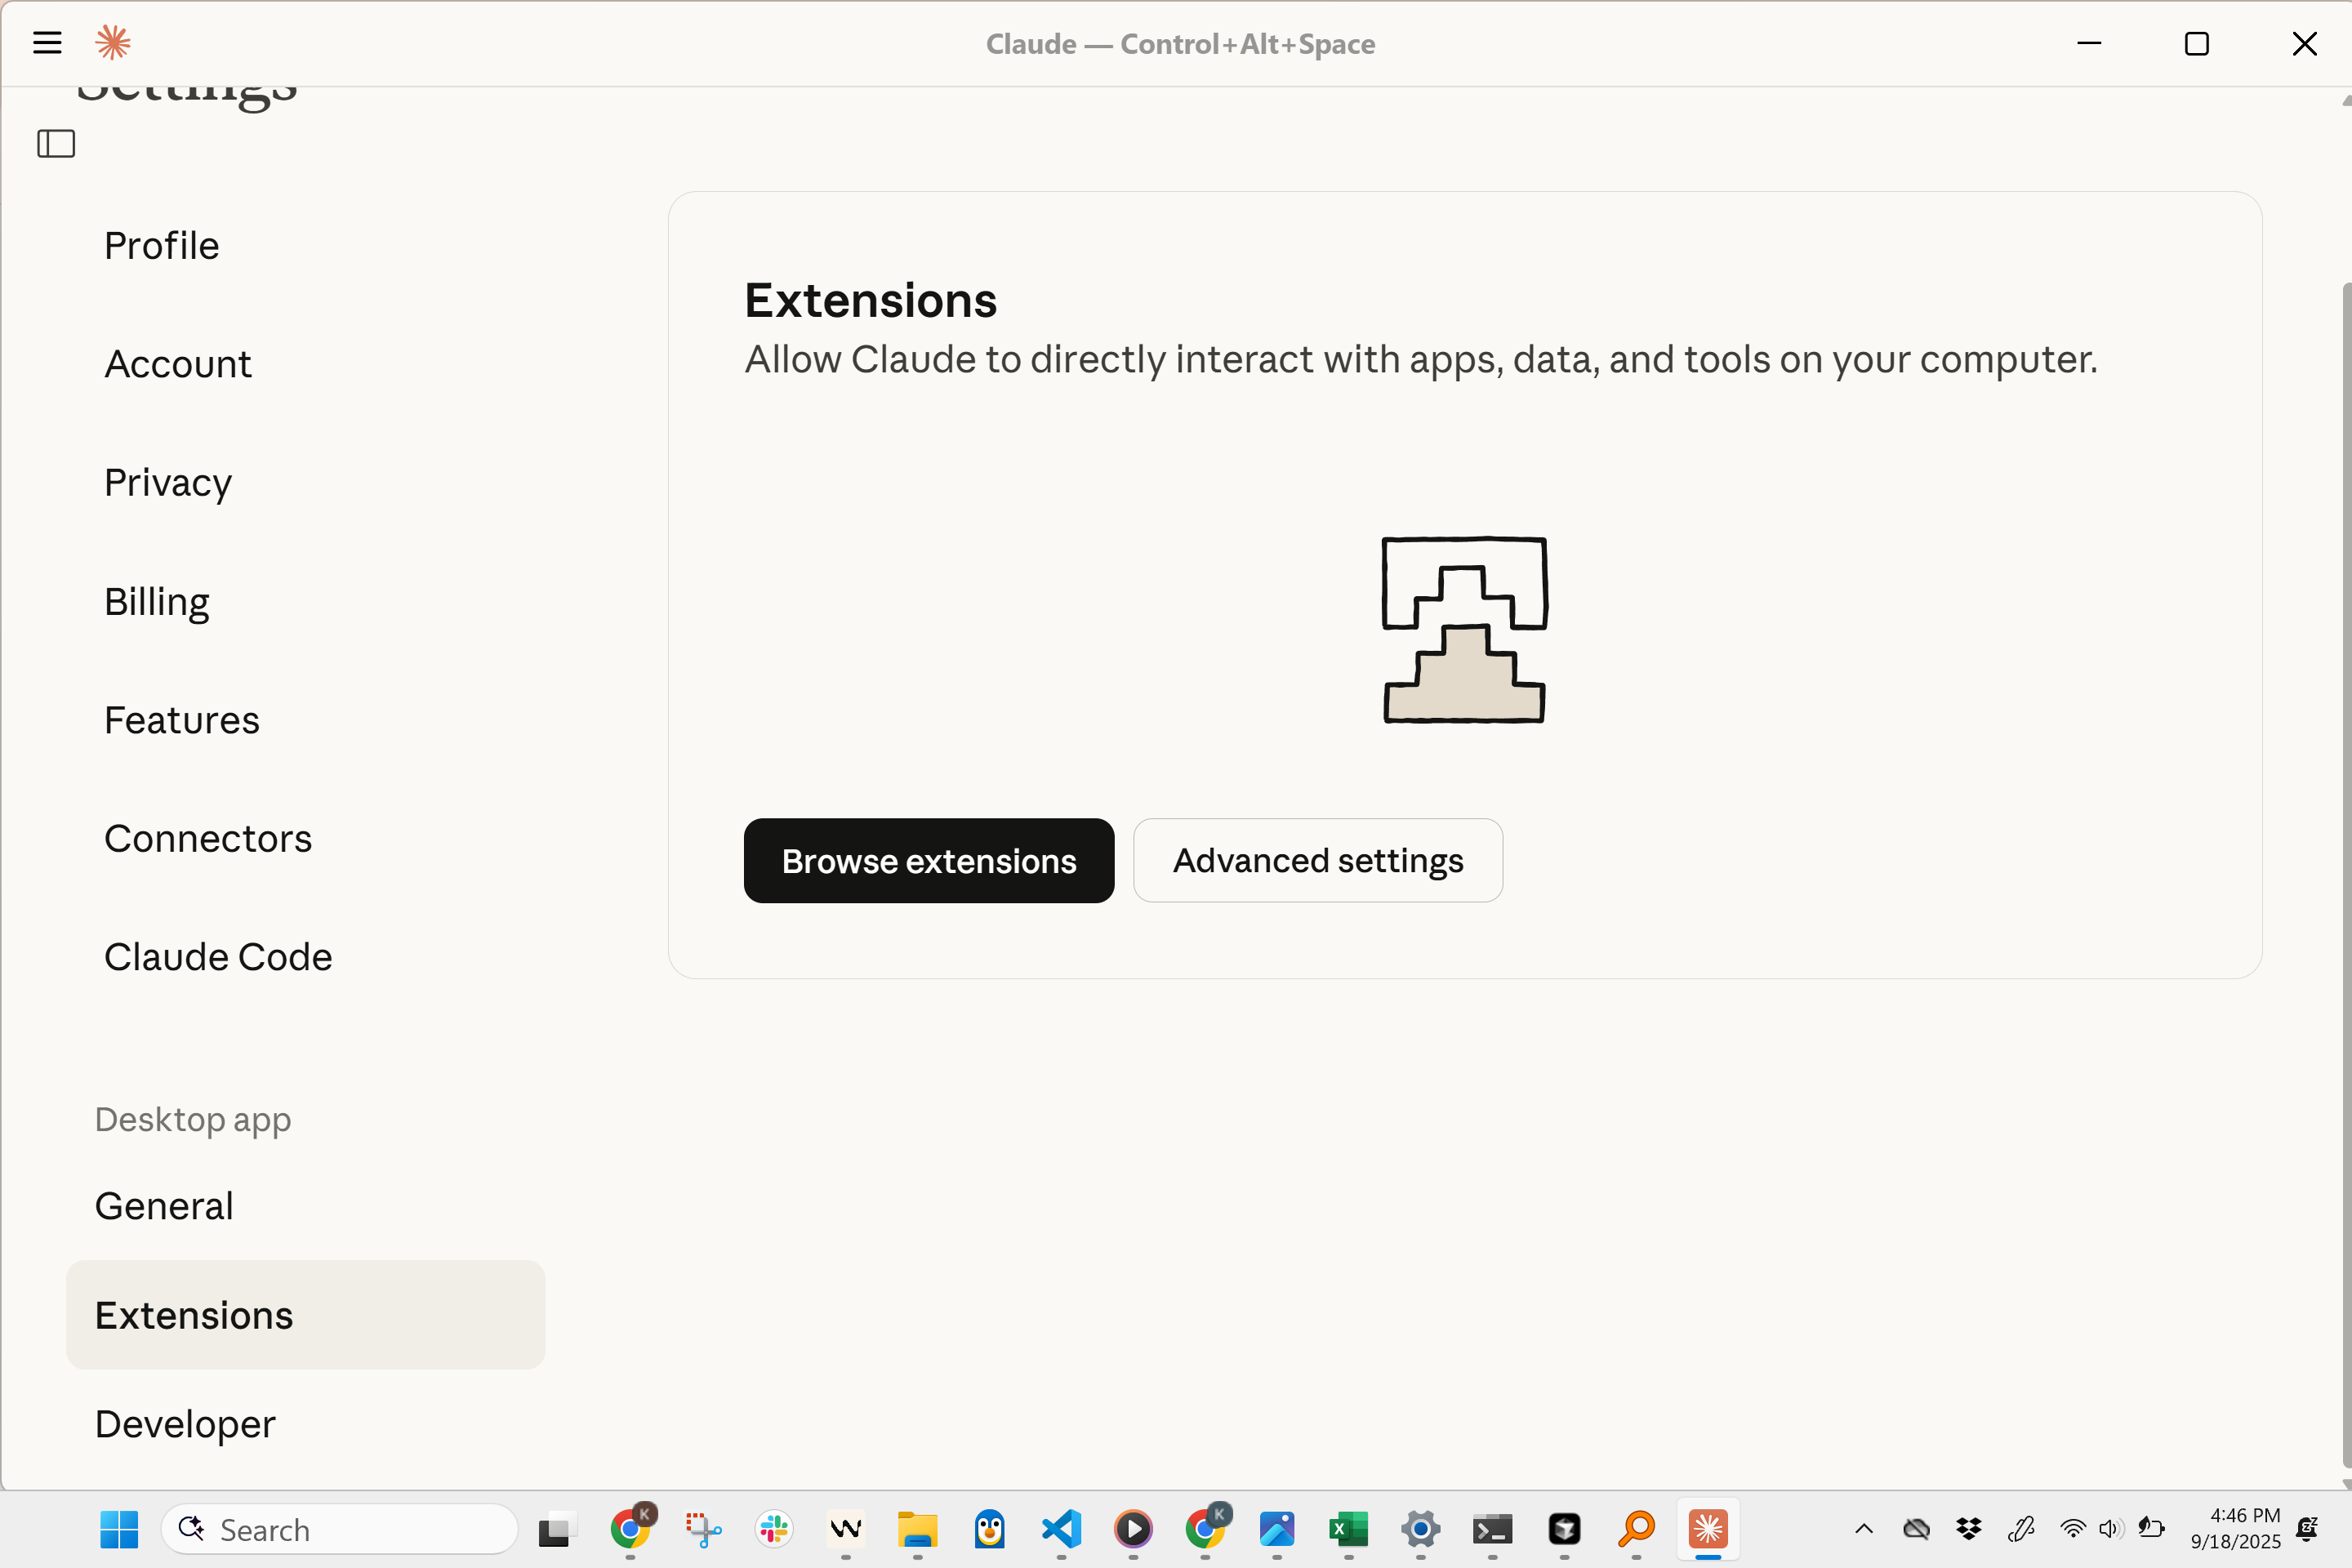 Claude — Control+Alt+Space
Settings
Profile
Account
Privacy
Billing
Features
Connectors
Claude Code
Desktop app
General
Extensions
Developer
Extensions
Allow Claude to directly interact with apps, data, and tools on your computer.
Browse extensions
Advanced settings
Search
K
K
4:46 PM
9/18/2025